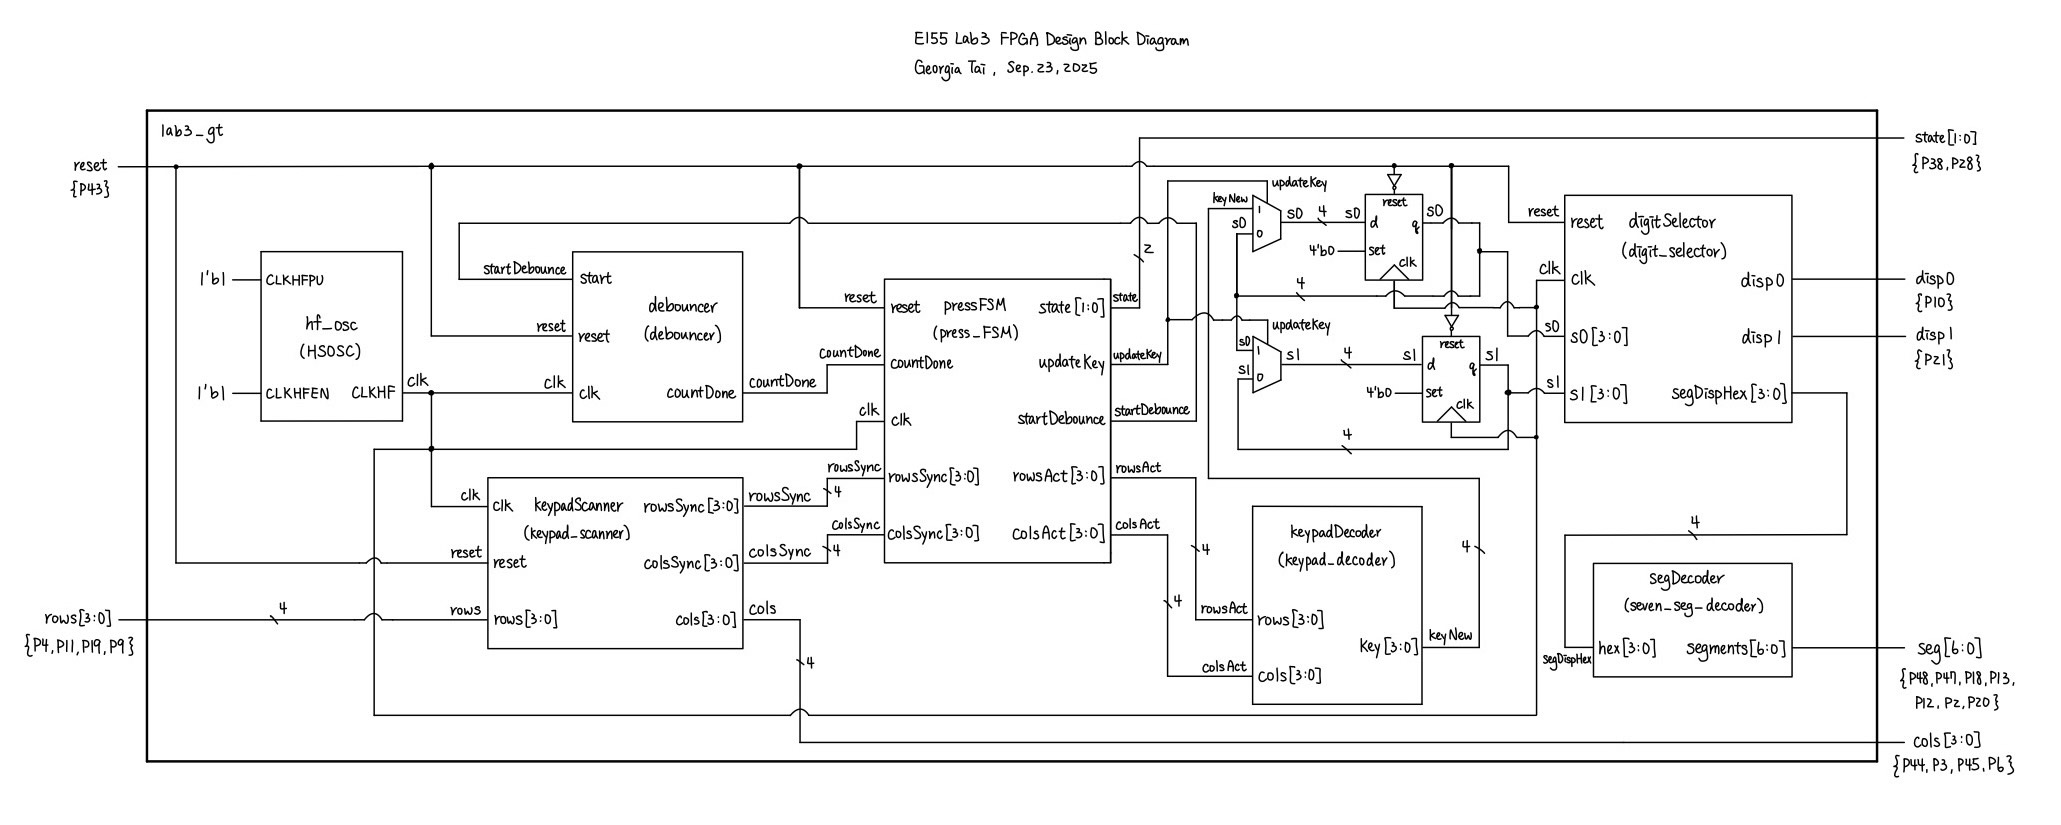 E155 Lab3 FPGA Design Block Diagram
Georgia Tai, Sep. 23, 2025
lab3_gt
reset
{P43}
rows[3:0]
{P4, P11, P19, P9}
1'b1
CLKHFPU
hf_osc
(HSOSC)
1'b1
CLKHFEN
CLKHF
clk
startDebounce
start
debouncer
(debouncer)
reset
reset
clk
clk
countDone
countDone
clk
clk
keypadScanner
(keypad_scanner)
reset
reset
rows
rows[3:0]
4
rowsSync[3:0]
rowsSync
colsSync[3:0]
colsSync
cols[3:0]
cols
4
reset
reset
pressFSM
(press_FSM)
countDone
countDone
clk
clk
rowsSync
4
rowsSync[3:0]
colsSync
4
colsSync[3:0]
state[1:0]
state
2
updateKey
updateKey
startDebounce
startDebounce
rowsAct[3:0]
rowsAct
4
colsAct[3:0]
colsAct
4
keypadDecoder
(keypad_decoder)
rowsAct
rows[3:0]
colsAct
cols[3:0]
key[3:0]
keyNew
4
updateKey
keyNew
1
s0
0
s0
4
s0
reset
d
q
s0
4'b0
set
clk
4
updateKey
s0
1
s1
0
s1
4
s1
reset
d
q
s1
4'b0
set
clk
4
reset
reset
digitSelector
(digit_selector)
clk
clk
s0
s0[3:0]
s1
s1[3:0]
disp0
disp1
segDispHex[3:0]
4
segDecoder
(seven_seg_decoder)
segDispHex
hex[3:0]
segments[6:0]
state[1:0]
{P38, P28}
disp0
{P10}
disp1
{P21}
seg[6:0]
{P48, P47, P18, P13,
P12, P2, P20}
cols[3:0]
{P44, P3, P45, P6}